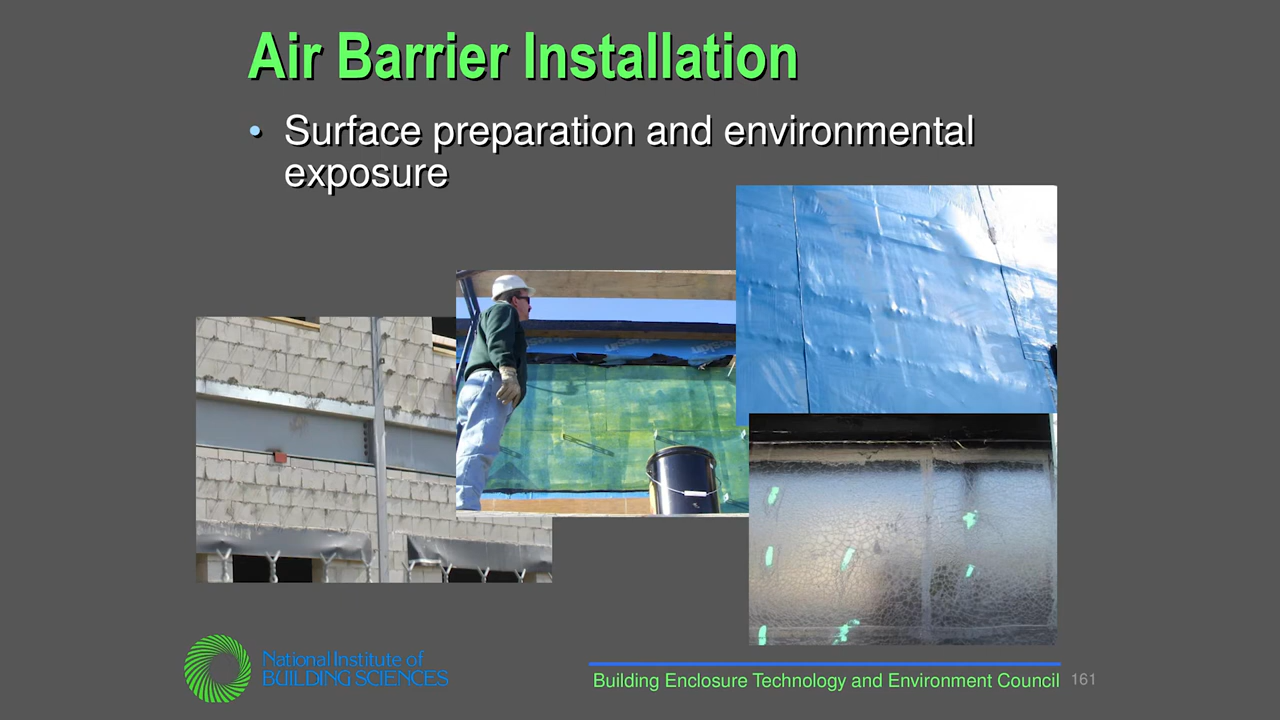 Air Barrier Installation
• Surface preparation and environmental
exposure
National Institute of
BUILDING SCIENCES
Building Enclosure Technology and Environment Council 161